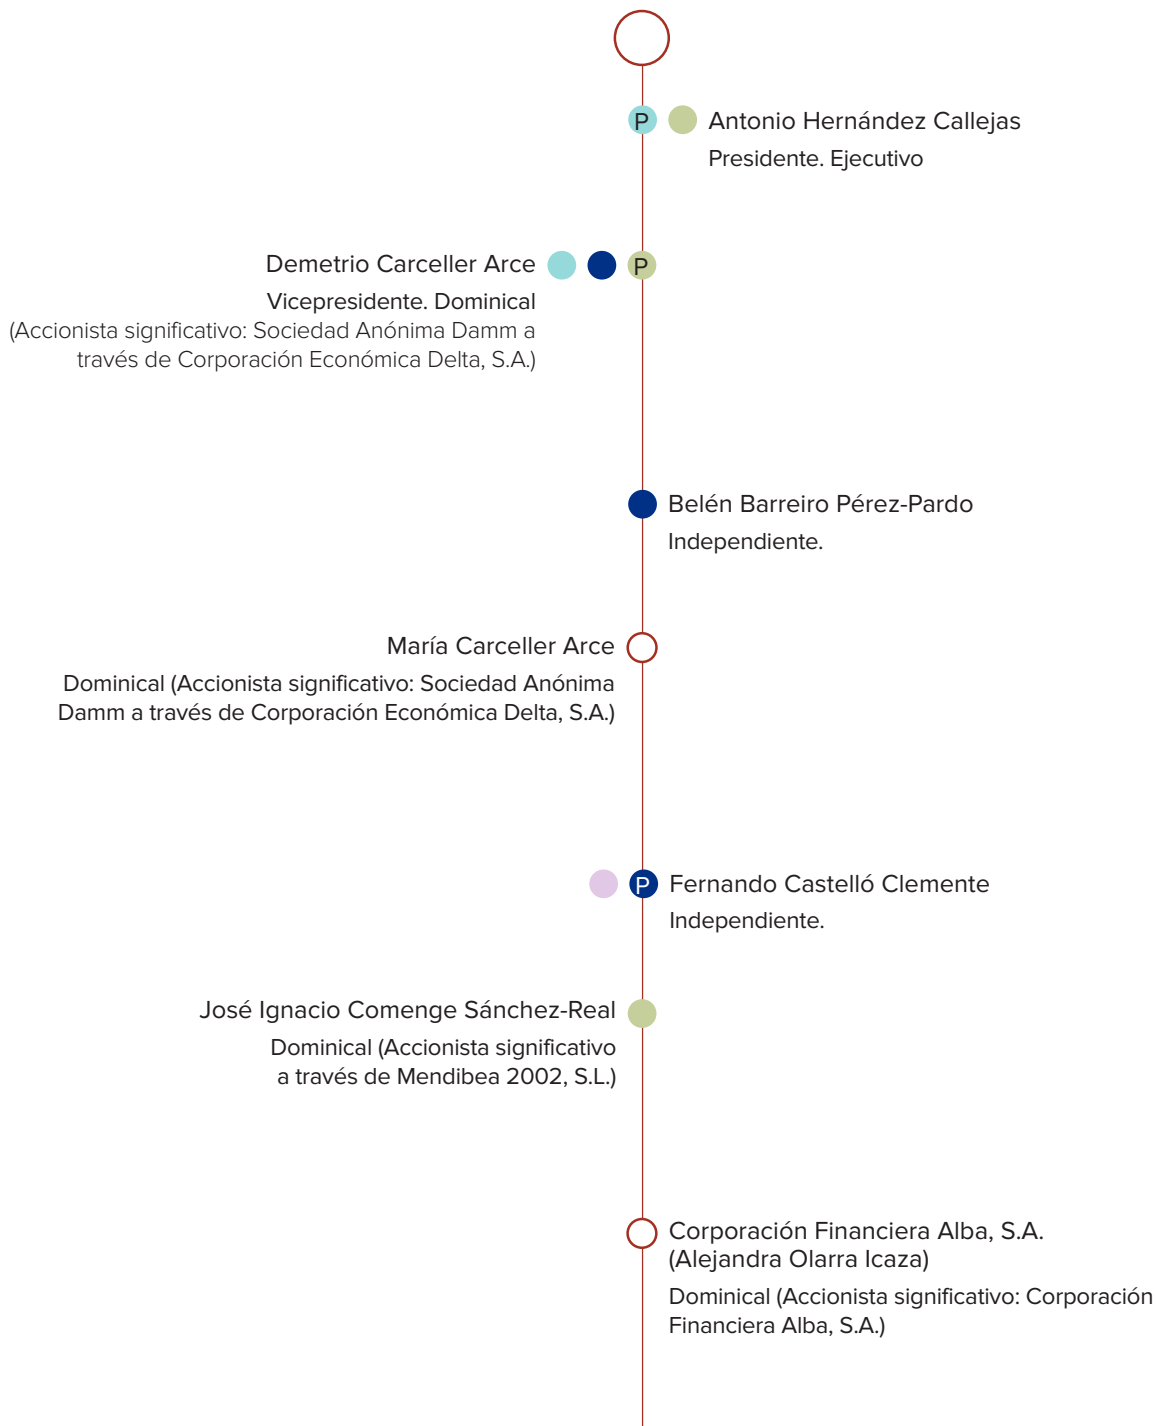 P
Antonio Hernández Callejas
Presidente. Ejecutivo
Demetrio Carceller Arce
P
Vicepresidente. Dominical
(Accionista significativo: Sociedad Anónima Damm a
través de Corporación Económica Delta, S.A.)
Belén Barreiro Pérez-Pardo
Independiente.
María Carceller Arce
Dominical (Accionista significativo: Sociedad Anónima
Damm a través de Corporación Económica Delta, S.A.)
P
Fernando Castelló Clemente
Independiente.
José Ignacio Comenge Sánchez-Real
Dominical (Accionista significativo
a través de Mendibea 2002, S.L.)
Corporación Financiera Alba, S.A.
(Alejandra Olarra Icaza)
Dominical (Accionista significativo: Corporación
Financiera Alba, S.A.)